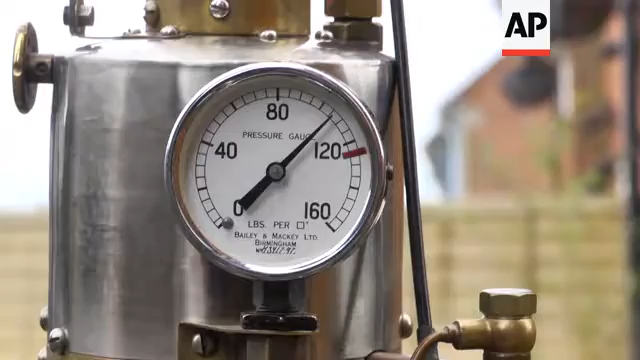 AP
80
PRESSURE GAUGE
40
120
0
160
LBS. PER □"
BAILEY & MACKEY LTD.
BIRMINGHAM